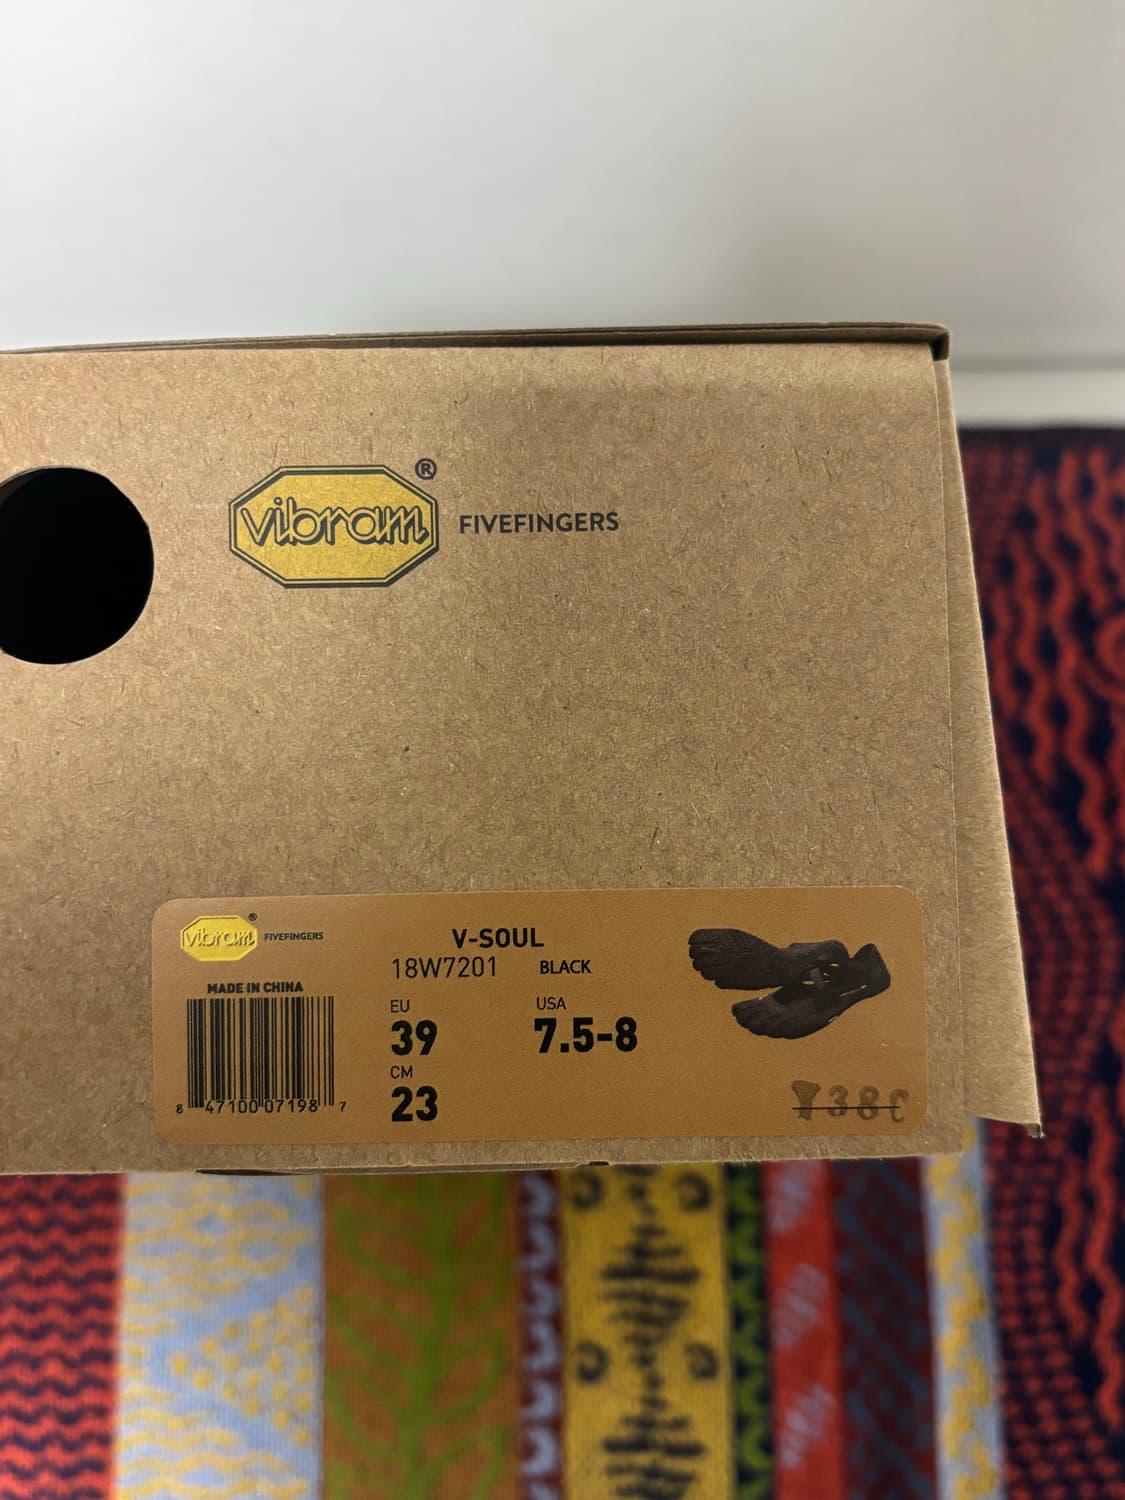 vibram® FIVEFINGERS
vibram® FIVEFINGERS
MADE IN CHINA
8 47100 07198 7
V-SOUL
18W7201 BLACK
EU USA
39 7.5-8
CM
23